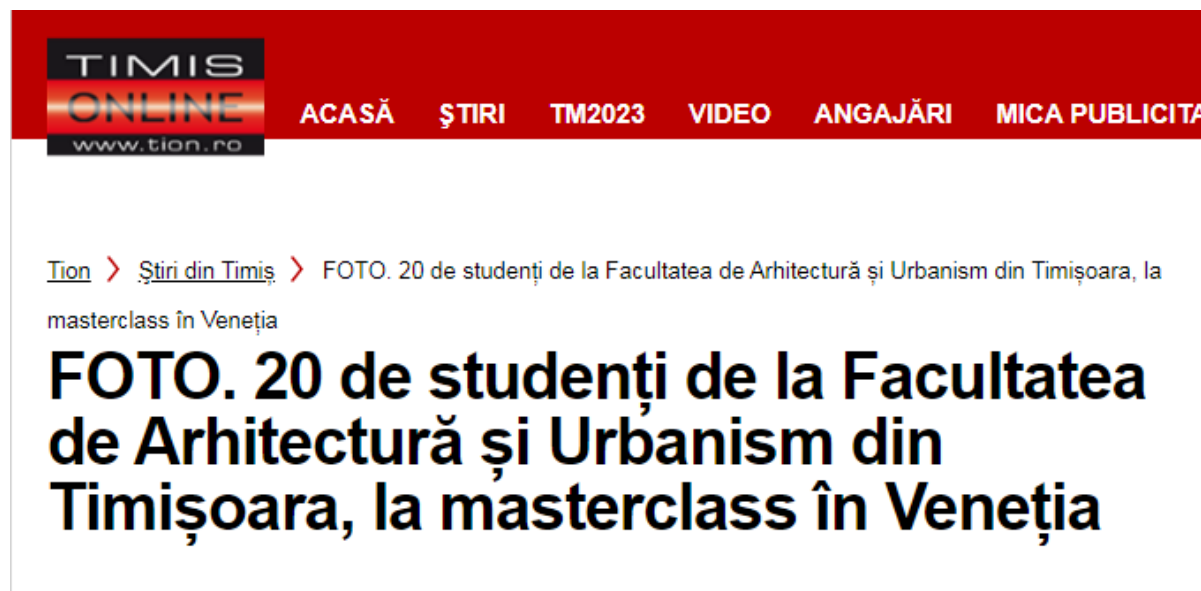 TIMIS
ONLINE
www.tion.ro
ACASĂ ŞTIRI TM2023 VIDEO ANGAJĂRI MICA PUBLICITA
Tion > Știri din Timiș > FOTO. 20 de studenți de la Facultatea de Arhitectură și Urbanism din Timișoara, la
masterclass în Veneția
FOTO. 20 de studenți de la Facultatea
de Arhitectură și Urbanism din
Timișoara, la masterclass în Veneția